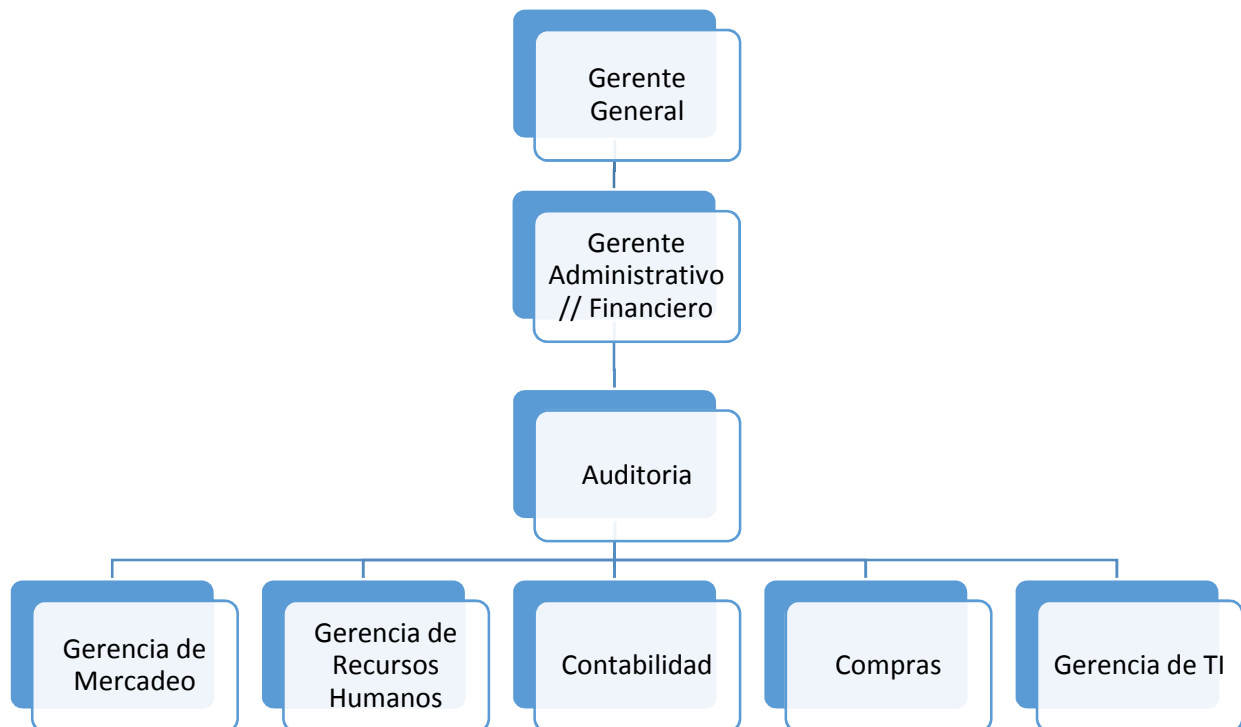 Gerente
General
Gerente
Administrativo
// Financiero
Auditoria
Gerencia de
Mercadeo
Gerencia de
Recursos
Humanos
Contabilidad
Compras
Gerencia de TI